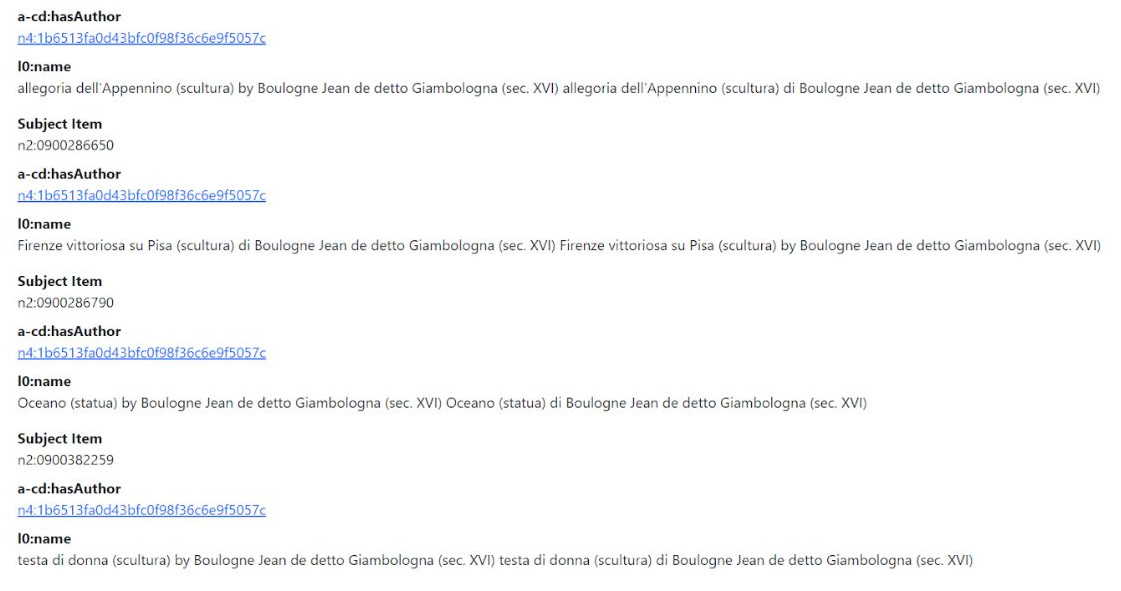 a-cd:hasAuthor
n4:1b6513fa0d43bfc0f98f36c6e9f5057c
l0:name
allegoria dell'Appennino (scultura) by Boulogne Jean de detto Giambologna (sec. XVI) allegoria dell'Appennino (scultura) di Boulogne Jean de detto Giambologna (sec. XVI)
Subject Item
n2:0900286650
a-cd:hasAuthor
n4:1b6513fa0d43bfc0f98f36c6e9f5057c
l0:name
Firenze vittoriosa su Pisa (scultura) di Boulogne Jean de detto Giambologna (sec. XVI) Firenze vittoriosa su Pisa (scultura) by Boulogne Jean de detto Giambologna (sec. XVI)
Subject Item
n2:0900286790
a-cd:hasAuthor
n4:1b6513fa0d43bfc0f98f36c6e9f5057c
l0:name
Oceano (statua) by Boulogne Jean de detto Giambologna (sec. XVI) Oceano (statua) di Boulogne Jean de detto Giambologna (sec. XVI)
Subject Item
n2:0900382259
a-cd:hasAuthor
n4:1b6513fa0d43bfc0f98f36c6e9f5057c
l0:name
testa di donna (scultura) by Boulogne Jean de detto Giambologna (sec. XVI) testa di donna (scultura) di Boulogne Jean de detto Giambologna (sec. XVI)